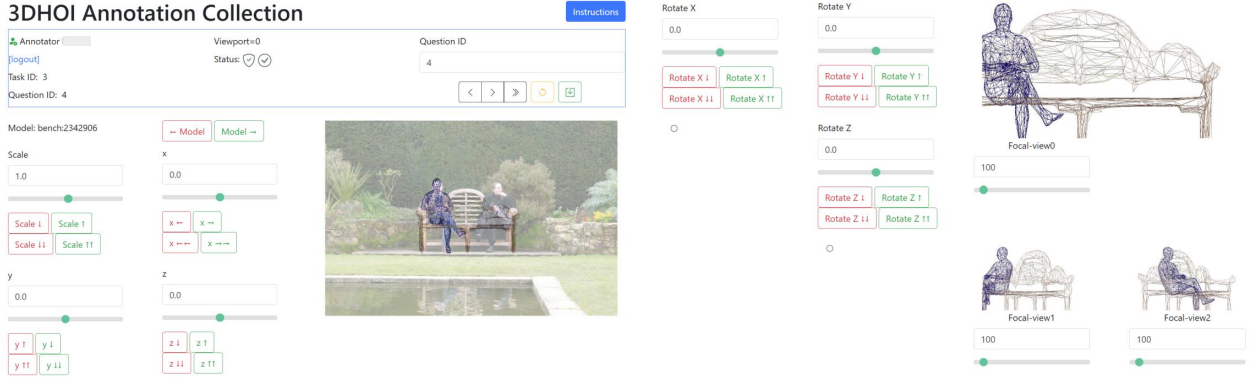 3DHOI Annotation Collection
Instructions
Annotator
[logout]
Task ID: 3
Question ID: 4
Viewport=0
Status:
Question ID
4
Model: bench:2342906
← Model
Model →
Scale
1.0
Scale ↓
Scale ↑
Scale ↓↓
Scale ↑↑
x
0.0
x ←
x →
x ←←
x →→
y
0.0
y ↑
y ↓
y ↑↑
y ↓↓
z
0.0
z ↓
z ↑
z ↓↓
z ↑↑
Rotate X
0.0
Rotate X ↓
Rotate X ↑
Rotate X ↓↓
Rotate X ↑↑
Rotate Y
0.0
Rotate Y ↓
Rotate Y ↑
Rotate Y ↓↓
Rotate Y ↑↑
Rotate Z
0.0
Rotate Z ↓
Rotate Z ↑
Rotate Z ↓↓
Rotate Z ↑↑
Focal-view0
100
Focal-view1
100
Focal-view2
100